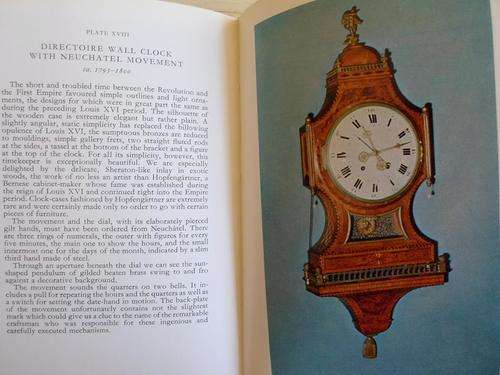 PLATE XVIII
DIRECTOIRE WALL CLOCK
WITH NEUCHATEL MOVEMENT
ca. 1795-1800
The short and troubled time between the Revolution and
the First Empire favoured simple outlines and light orna-
ments, the designs for which were in great part the same as
during the preceding Louis XVI period. The silhouette of
the wooden case is extremely elegant but rather plain. A
slightly angular, static simplicity has replaced the billowing
opulence of Louis XVI, the sumptuous bronzes are reduced
to mouldings, simple gallery frets, two straight fluted rods
at the sides, a tassel at the bottom of the bracket and a figure
at the top of the clock. For all its simplicity, however, this
timekeeper is exceptionally beautiful. We are especially
delighted by the delicate, Sheraton-like inlay in exotic
woods, the work of no less an artist than Hopfengärtner, a
Bernese cabinet-maker whose fame was established during
the reign of Louis XVI and continued right into the Empire
Period. Clock-cases fashioned by Hopfengärtner are extremely
rare and were certainly made only to order to go with certain
pieces of furniture.
The movement and the dial, with its elaborately pierced
gilt hands, must have been ordered from Neuchâtel. There
are three rings of numerals, the outer with figures for every
five minutes, the main one to show the hours, and the small
innermost one for the days of the month, indicated by a slim
third hand made of steel.
Through an aperture beneath the dial we can see the sun-
shaped pendulum of gilded beaten brass swing to and fro
against a decorative background.
The movement sounds the quarters on two bells. It in-
cludes a pull for repeating the hours and the quarters as well as
a switch for setting the date-hand in motion. The back-plate
of the movement unfortunately contains not the slightest
mark which could give us a clue to the name of the remarkable
craftsman who was responsible for these ingenious and
carefully executed mechanisms.